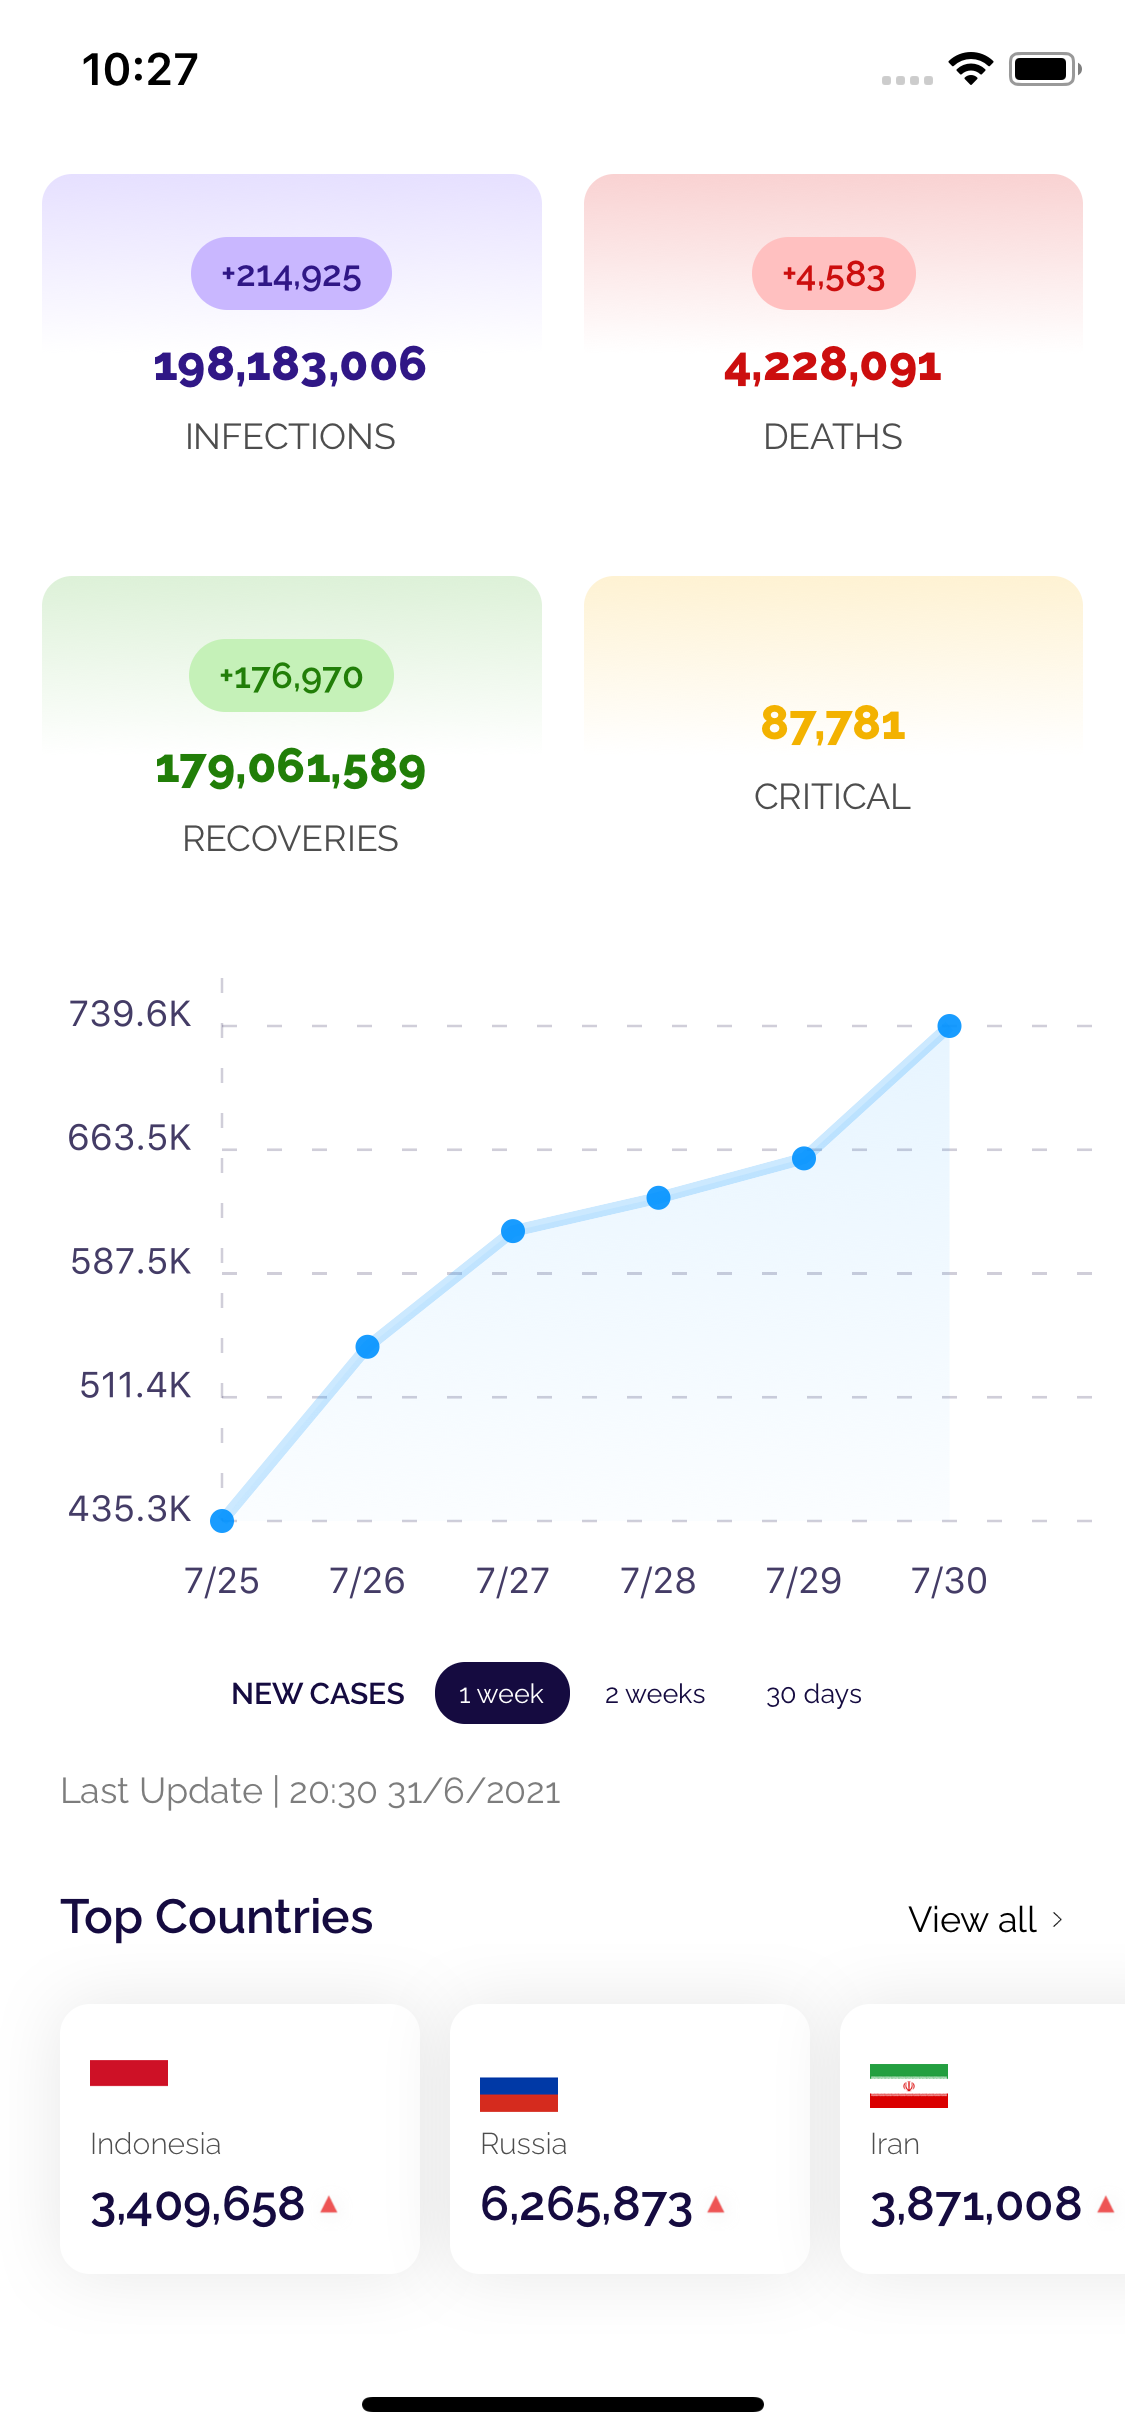 10:27
+214,925
198,183,006
INFECTIONS
+4,583
4,228,091
DEATHS
+176,970
179,061,589
RECOVERIES
87,781
CRITICAL
739.6K
663.5K
587.5K
511.4K
435.3K
7/25 7/26 7/27 7/28 7/29 7/30
NEW CASES 1 week 2 weeks 30 days
Last Update | 20:30 31/6/2021
Top Countries View all >
Indonesia
3,409,658 ▲
Russia
6,265,873 ▲
Iran
3,871,008 ▲